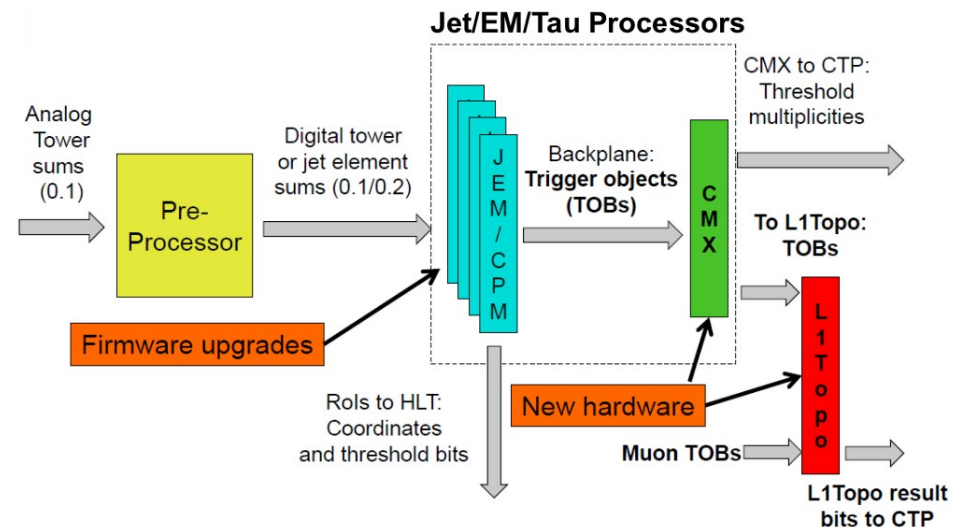 Jet/EM/Tau Processors
Analog
Tower
sums
(0.1)
Pre-
Processor
Digital tower
or jet element
sums (0.1/0.2)
J
E
M
/
C
P
M
Backplane:
Trigger objects
(TOBs)
C
M
X
CMX to CTP:
Threshold
multiplicities
To L1Topo:
TOBs
L
1
T
o
p
o
Firmware upgrades
New hardware
RoIs to HLT:
Coordinates
and threshold bits
Muon TOBs
L1Topo result
bits to CTP